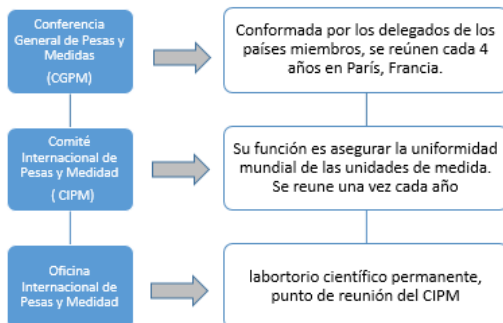 Conferencia
General de Pesas y
Medidas
(CGPM)
Conformada por los delegados de los
países miembros, se reúnen cada 4
años en París, Francia.
Comité
Internacional de
Pesas y Medidad
( CIPM)
Su función es asegurar la uniformidad
mundial de las unidades de medida.
Se reune una vez cada año
Oficina
Internacional de
Pesas y Medidad
labortorio científico permanente,
punto de reunión del CIPM